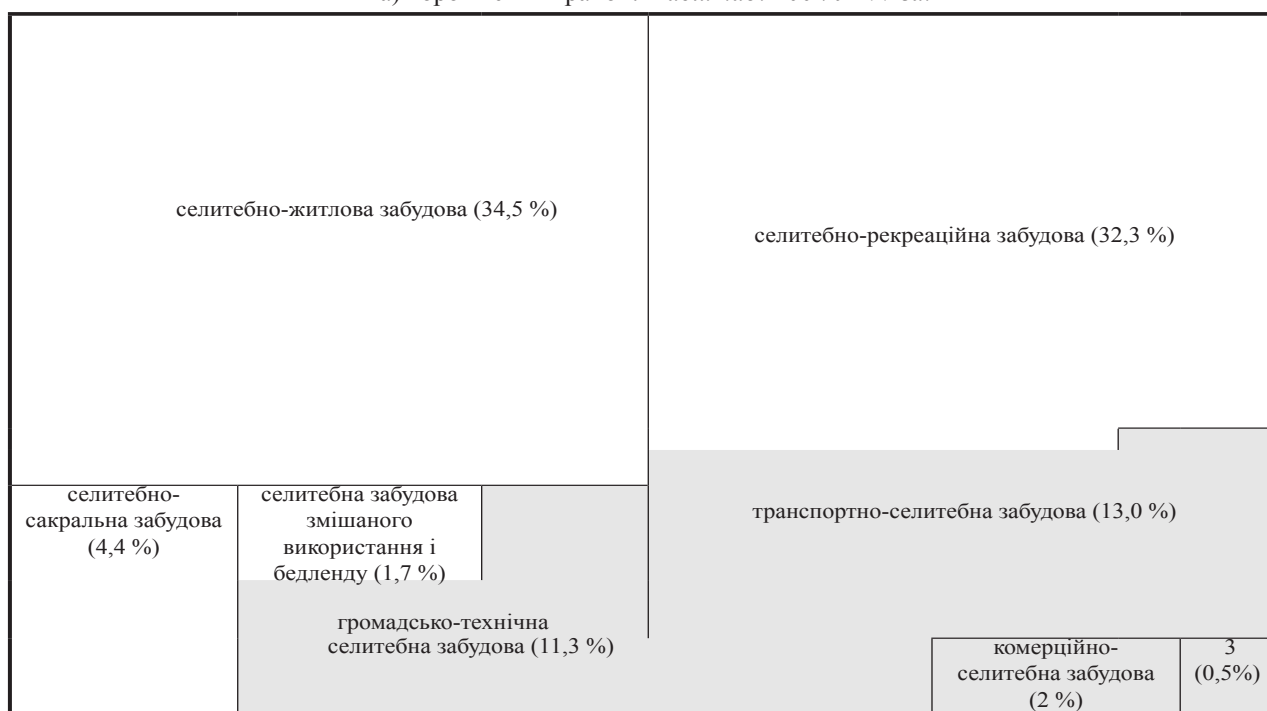 селитебно-житлова забудова (34,5 %)
селитебно-рекреаційна забудова (32,3 %)
селитебно-
сакральна забудова
(4,4 %)
селитебна забудова
змішаного
використання і
бедленду (1,7 %)
транспортно-селитебна забудова (13,0 %)
громадсько-технічна
селитебна забудова (11,3 %)
комерційно-
селитебна забудова
(2 %)
3
(0,5%)